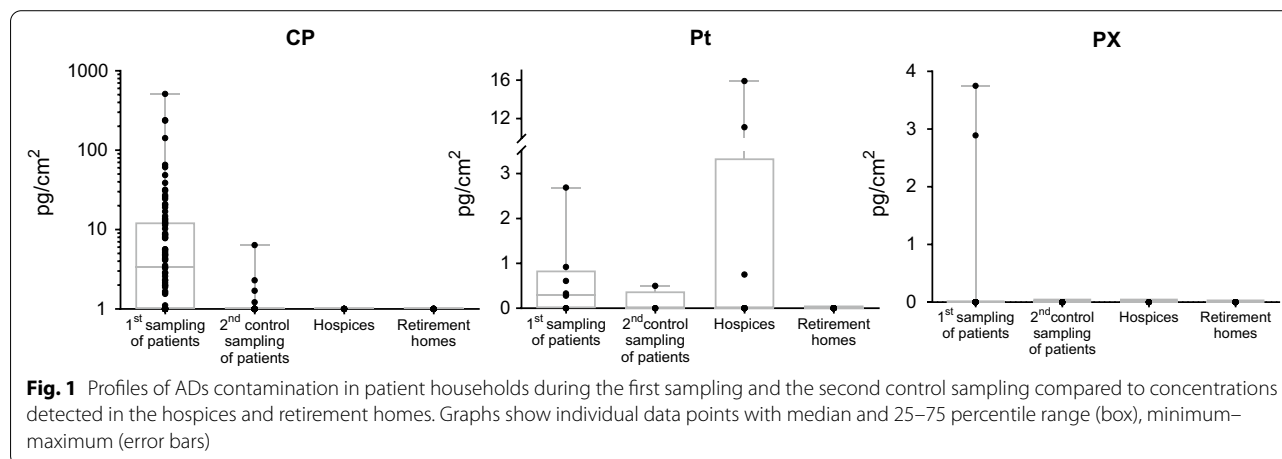 CP
pg/cm²
1000
100
10
1
1st sampling of patients
2nd control sampling of patients
Hospices
Retirement homes
Pt
pg/cm²
16
12
3
2
1
0
1st sampling of patients
2nd control sampling of patients
Hospices
Retirement homes
PX
pg/cm²
4
3
2
1
0
1st sampling of patients
2nd control sampling of patients
Hospices
Retirement homes
Fig. 1 Profiles of ADs contamination in patient households during the first sampling and the second control sampling compared to concentrations
detected in the hospices and retirement homes. Graphs show individual data points with median and 25–75 percentile range (box), minimum–
maximum (error bars)